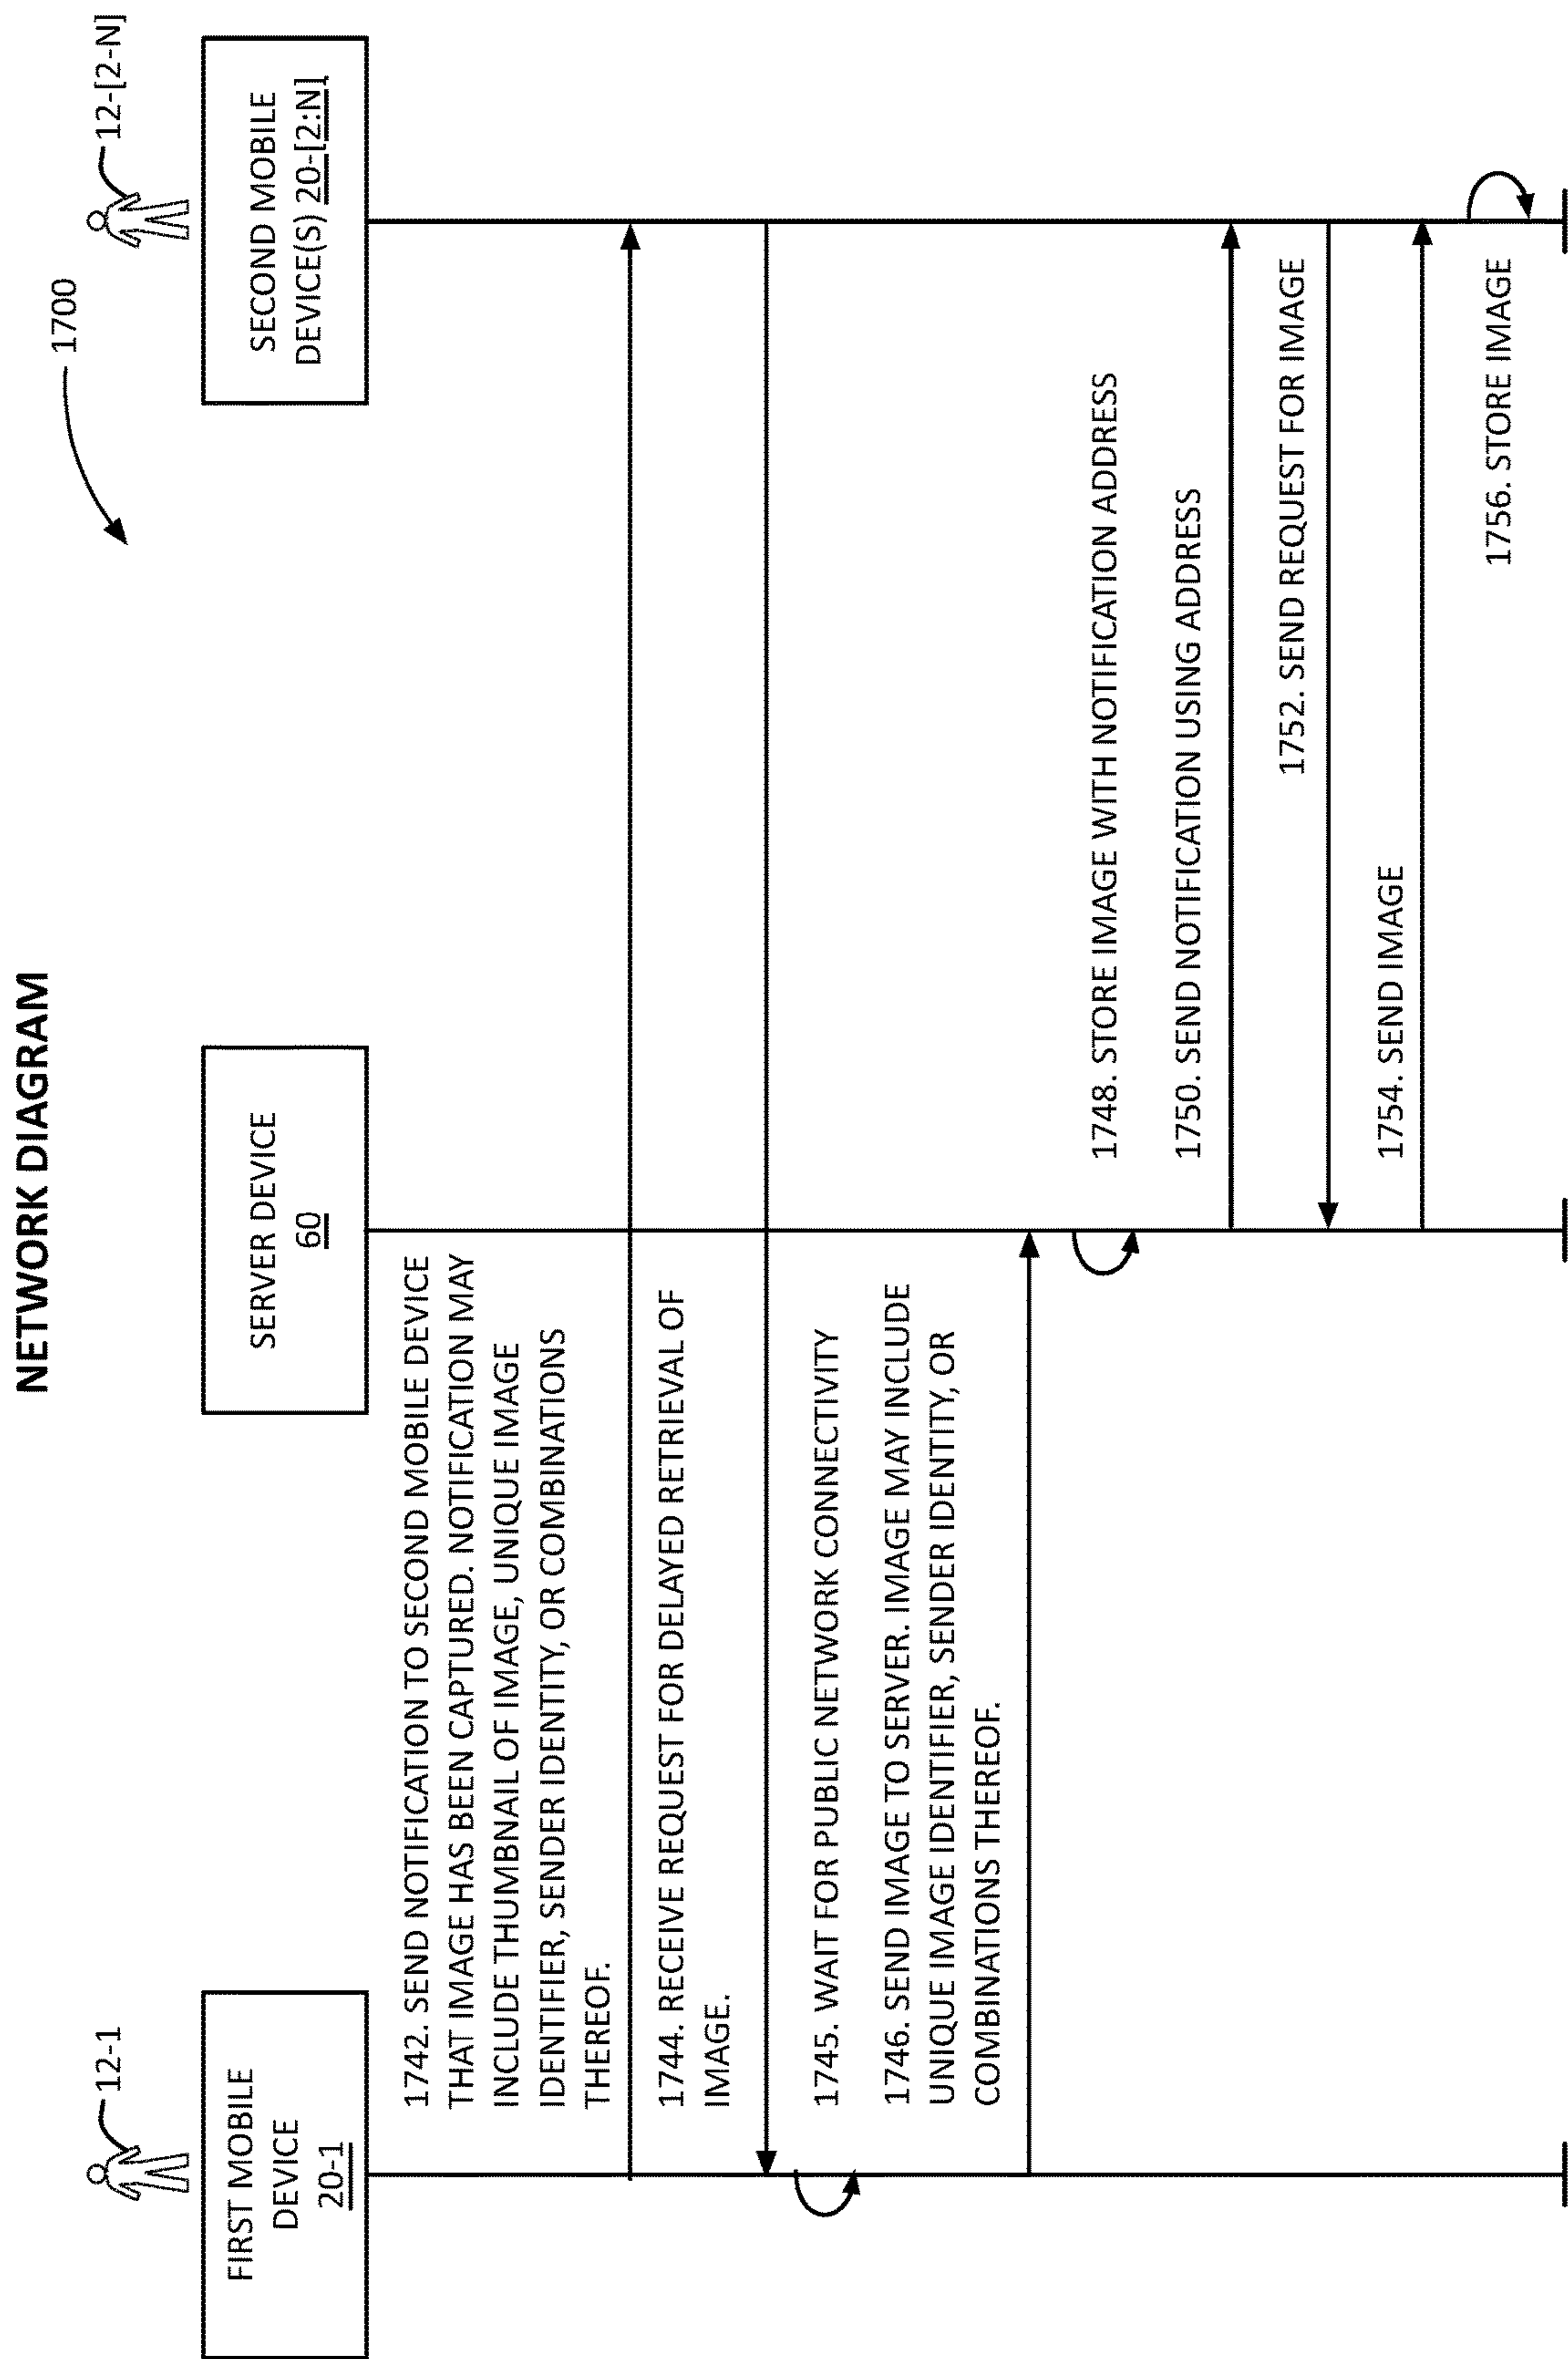 NETWORK DIAGRAM
1700
12-1
12-[2-N]
FIRST MOBILE
DEVICE
20-1
SERVER DEVICE
60
SECOND MOBILE
DEVICE(S) 20-[2:N]
1742. SEND NOTIFICATION TO SECOND MOBILE DEVICE
THAT IMAGE HAS BEEN CAPTURED. NOTIFICATION MAY
INCLUDE THUMBNAIL OF IMAGE, UNIQUE IMAGE
IDENTIFIER, SENDER IDENTITY, OR COMBINATIONS
THEREOF.
1744. RECEIVE REQUEST FOR DELAYED RETRIEVAL OF
IMAGE.
1745. WAIT FOR PUBLIC NETWORK CONNECTIVITY
1746. SEND IMAGE TO SERVER. IMAGE MAY INCLUDE
UNIQUE IMAGE IDENTIFIER, SENDER IDENTITY, OR
COMBINATIONS THEREOF.
1748. STORE IMAGE WITH NOTIFICATION ADDRESS
1750. SEND NOTIFICATION USING ADDRESS
1752. SEND REQUEST FOR IMAGE
1754. SEND IMAGE
1756. STORE IMAGE